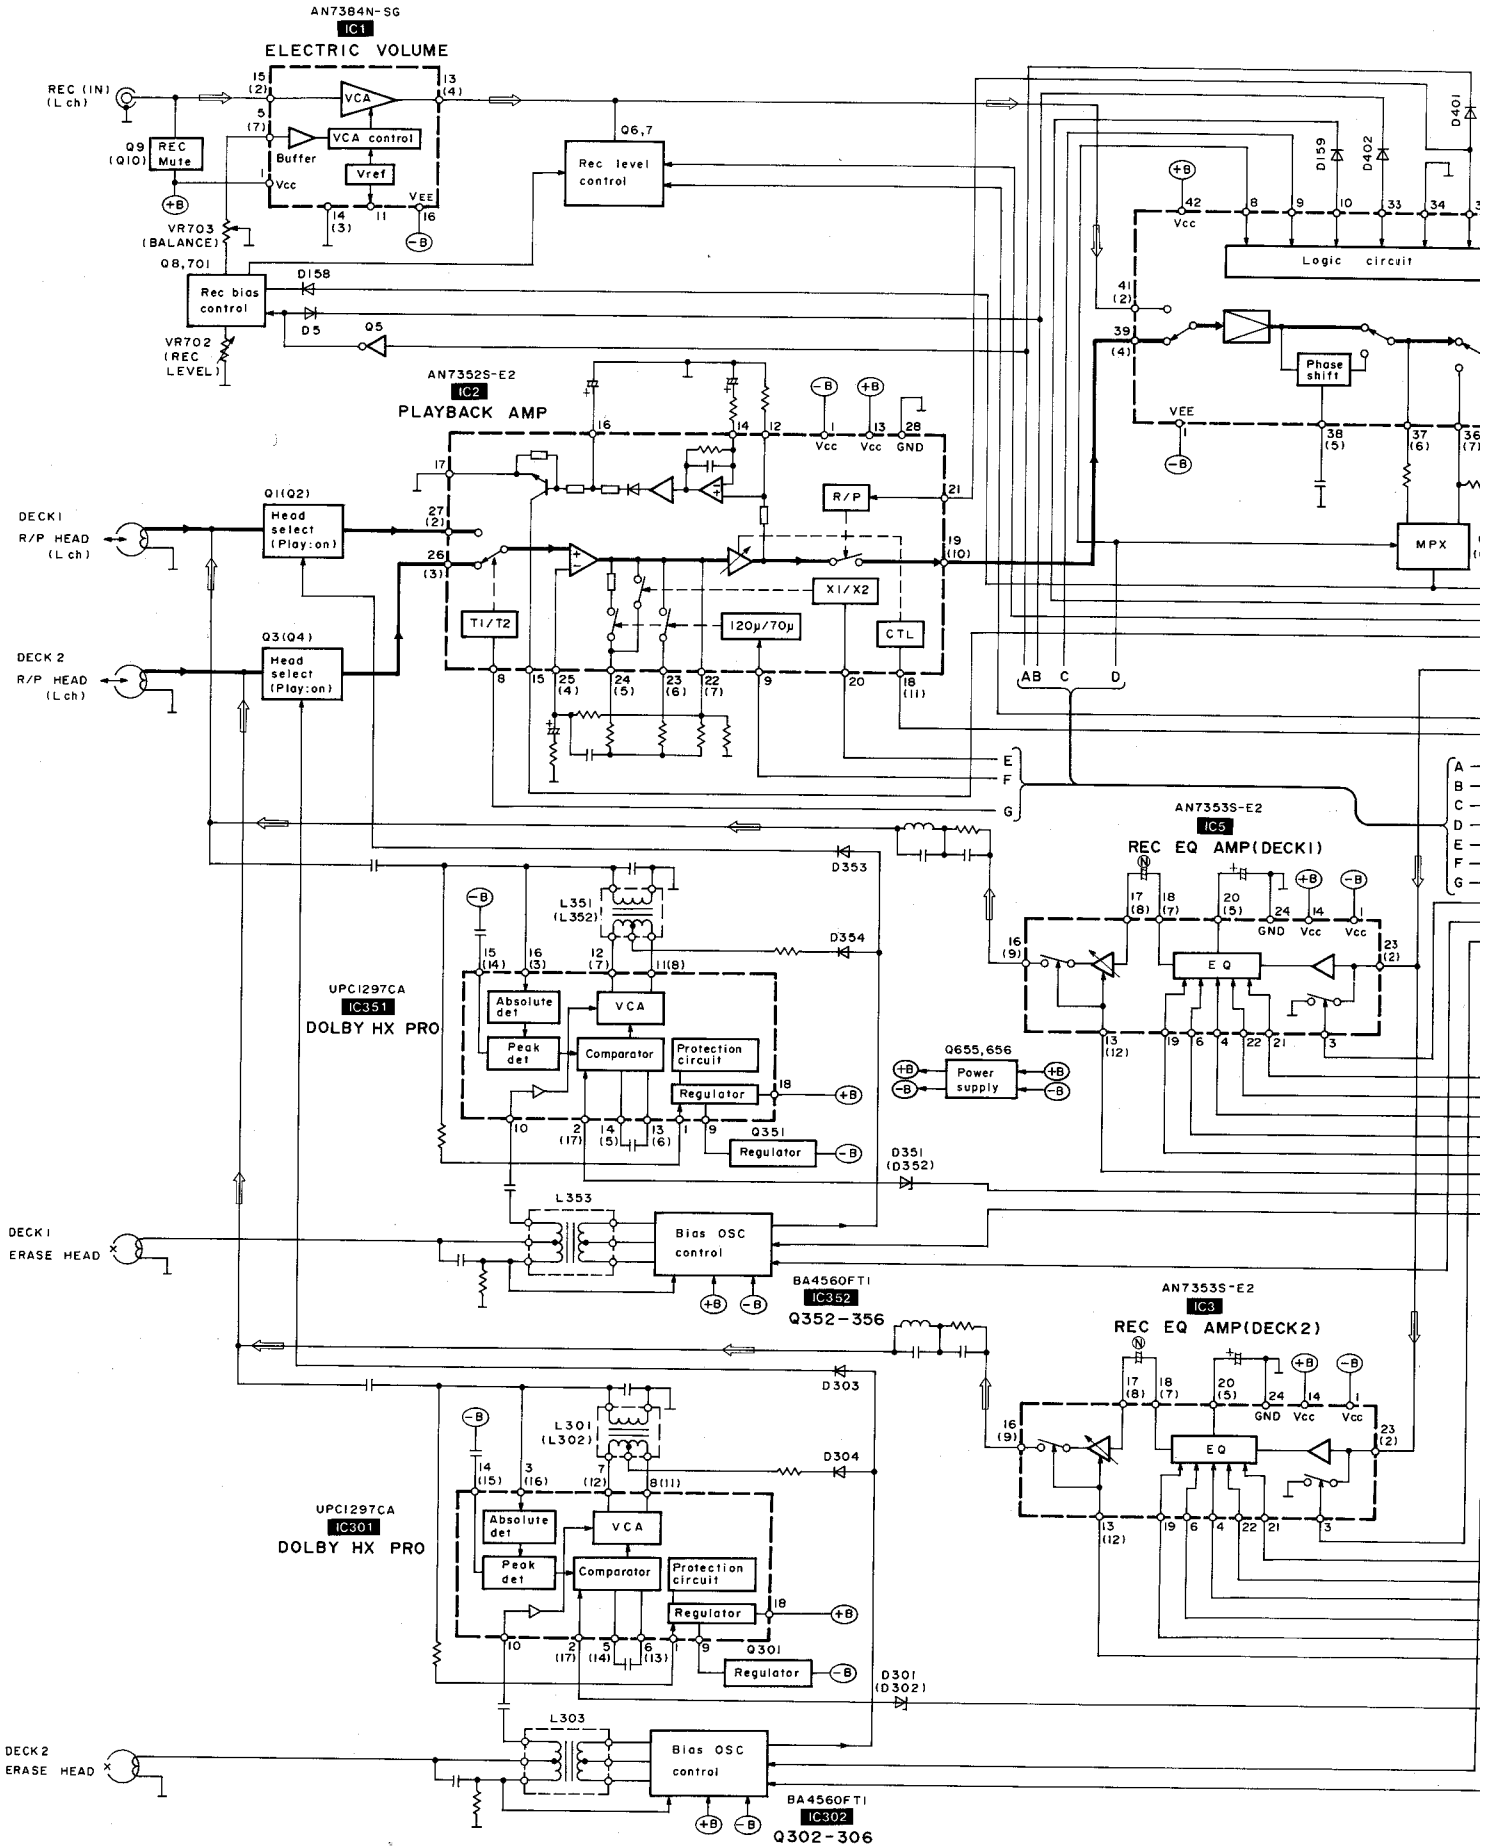 AN7384N-SG
IC1
ELECTRIC VOLUME
REC (IN)
(L ch)
15
(2)
13
(4)
VCA
5
(7)
Buffer
VCA control
Vref
Q9
(Q10)
REC
Mute
+B
1
Vcc
VEE
14
(3)
11
16
-B
VR703
(BALANCE)
Q8,701
Rec bias
control
D158
D5
Q5
VR702
(REC
LEVEL)
Q6,7
Rec level
control
D159
D402
D401
+B
42
Vcc
8
9
10
33
34
3
Logic circuit
41
(2)
39
(4)
Phase
shift
VEE
1
-B
38
(5)
37
(6)
36
(7)
MPX
AN7352S-E2
IC2
PLAYBACK AMP
16
14
12
-B
+B
1
Vcc
13
Vcc
28
GND
17
R/P
21
DECK1
R/P HEAD
(L ch)
Q1(Q2)
Head
select
(Play:on)
27
(2)
26
(3)
19
(10)
X1/X2
T1/T2
120μ/70μ
CTL
DECK 2
R/P HEAD
(L ch)
Q3(Q4)
Head
select
(Play:on)
8
15
25
(4)
24
(5)
23
(6)
22
(7)
9
20
18
(11)
A B C D
E
F
G
A
B
C
D
E
F
G
AN7353S-E2
IC5
REC EQ AMP(DECK1)
N
17
(8)
18
(7)
20
(5)
24
GND
+B
14
Vcc
-B
1
Vcc
16
(9)
EQ
23
(2)
13
(12)
19
6
4
22
21
3
D353
L351
(L352)
D354
-B
15
(14)
16
(3)
12
(7)
11(8)
UPC1297CA
IC351
DOLBY HX PRO
Absolute
det
VCA
Peak
det
Comparator
Protection
circuit
Regulator
18
+B
10
2
(17)
14
(5)
13
(6)
1
9
Q351
Regulator
-B
D351
(D352)
Q655,656
+B
-B
Power
supply
+B
-B
L353
DECK1
ERASE HEAD
Bias OSC
control
+B
-B
BA4560FT1
IC352
Q352-356
AN7353S-E2
IC3
REC EQ AMP(DECK2)
N
17
(8)
18
(7)
20
(5)
24
GND
+B
14
Vcc
-B
1
Vcc
16
(9)
EQ
23
(2)
13
(12)
19
6
4
22
21
3
D303
L301
(L302)
D304
-B
14
(15)
3
(16)
7
(12)
8(11)
UPC1297CA
IC301
DOLBY HX PRO
Absolute
det
VCA
Peak
det
Comparator
Protection
circuit
Regulator
18
+B
10
2
(17)
5
(14)
6
(13)
1
9
Q301
Regulator
-B
D301
(D302)
L303
DECK2
ERASE HEAD
Bias OSC
control
+B
-B
BA4560FT1
IC302
Q302-306